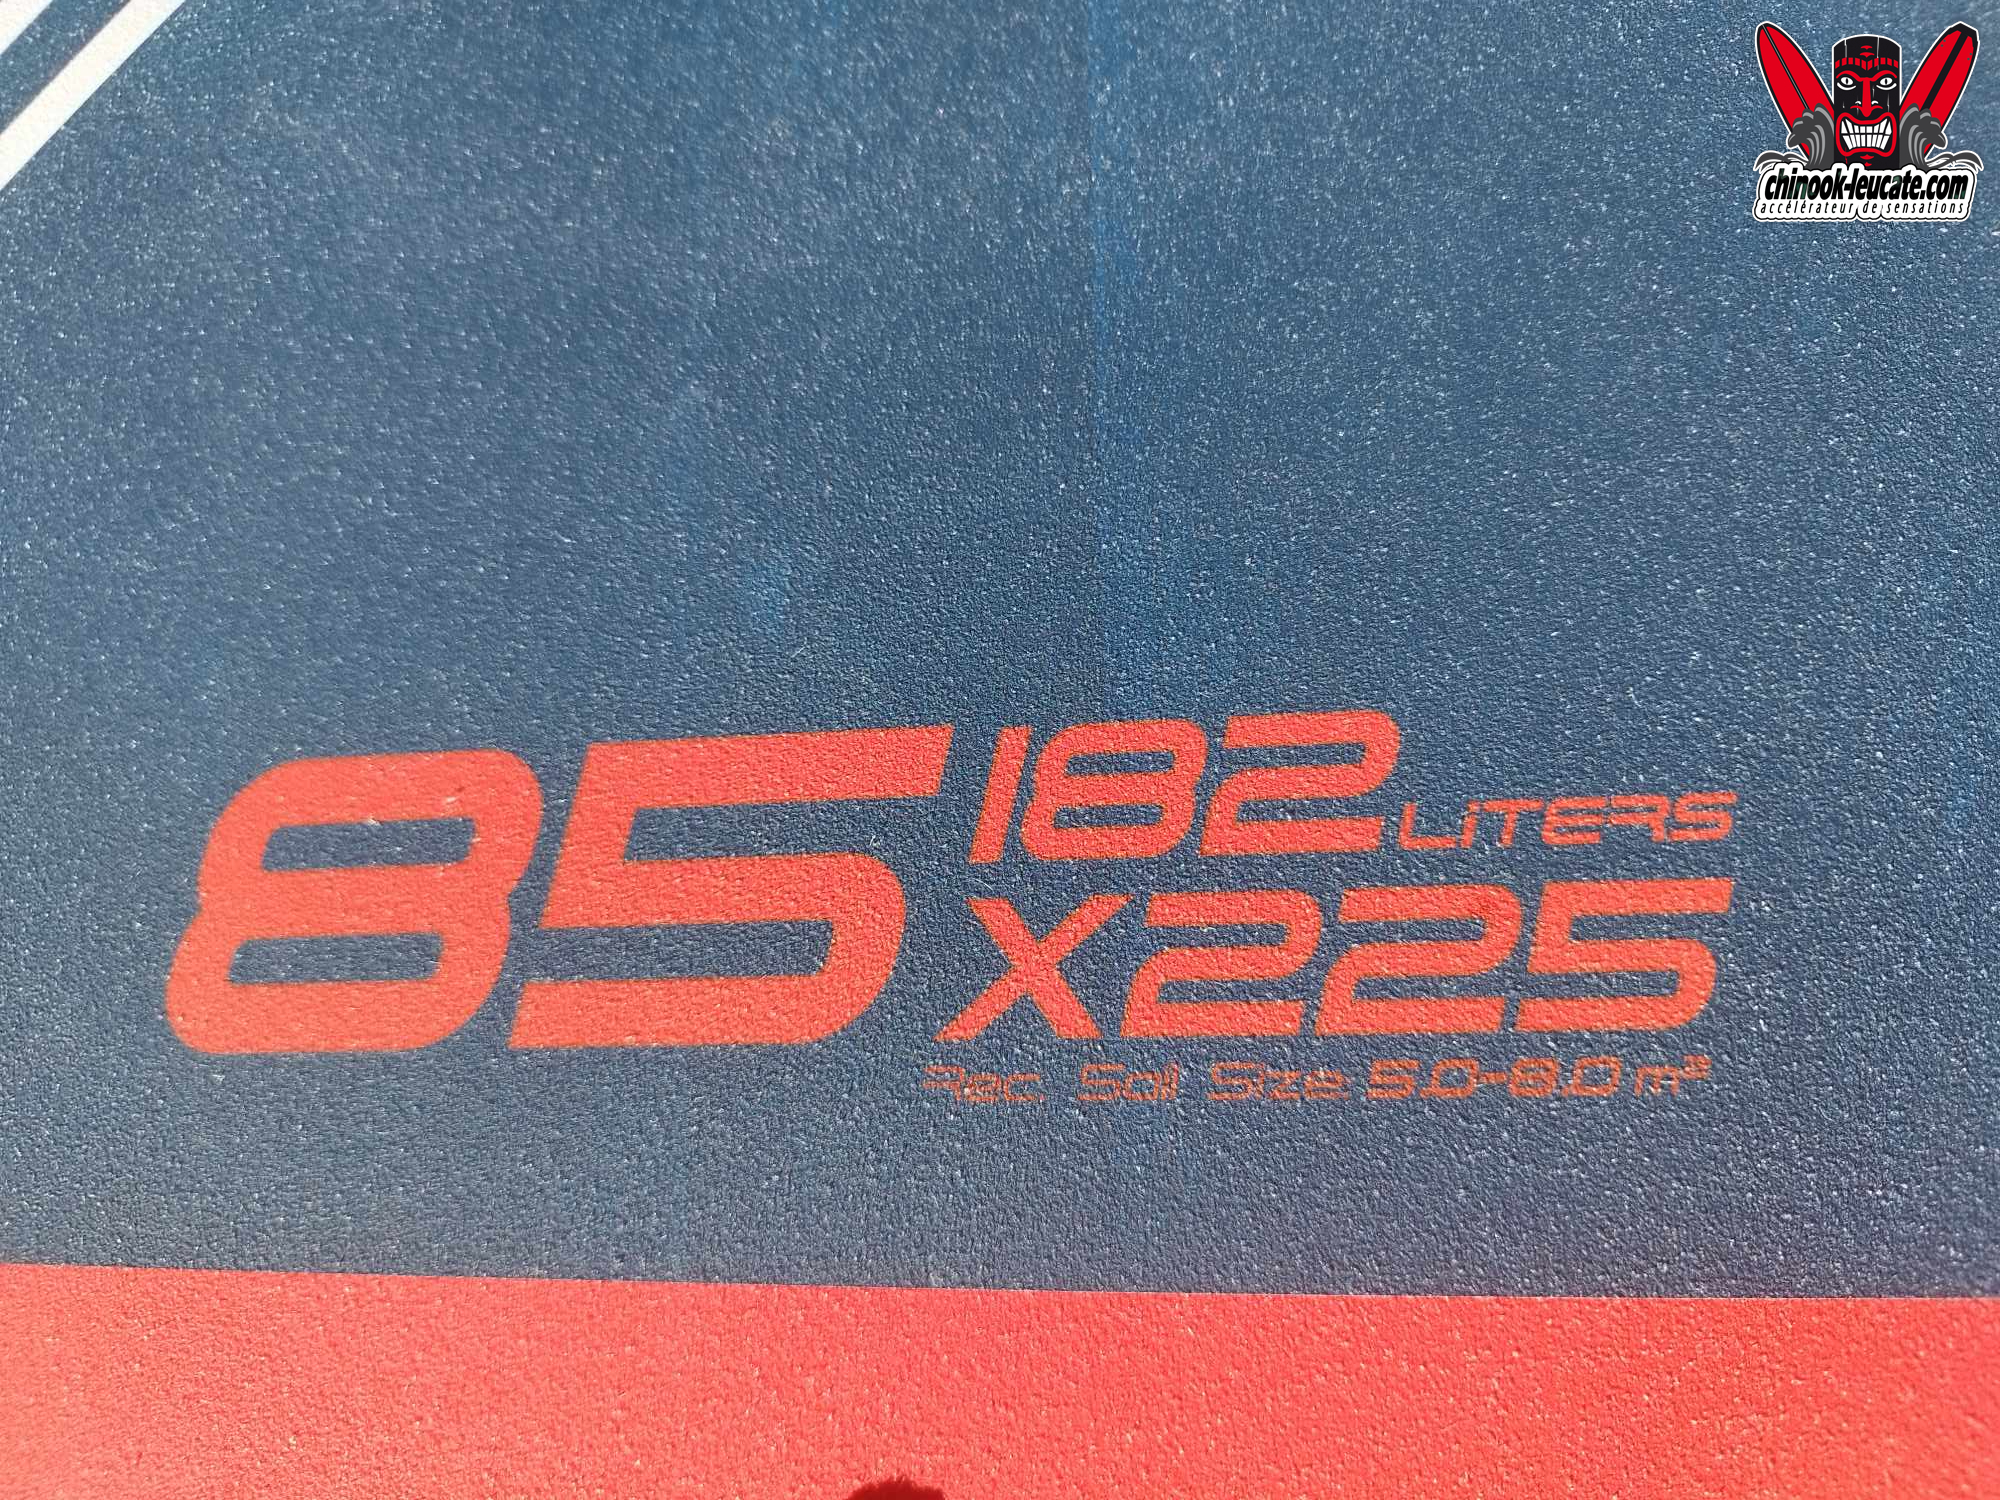 chinook-leucate.com
accélérateur de sensations
85 182 LITERS
X225
Rec. Sail Size 5.0-8.0 m²